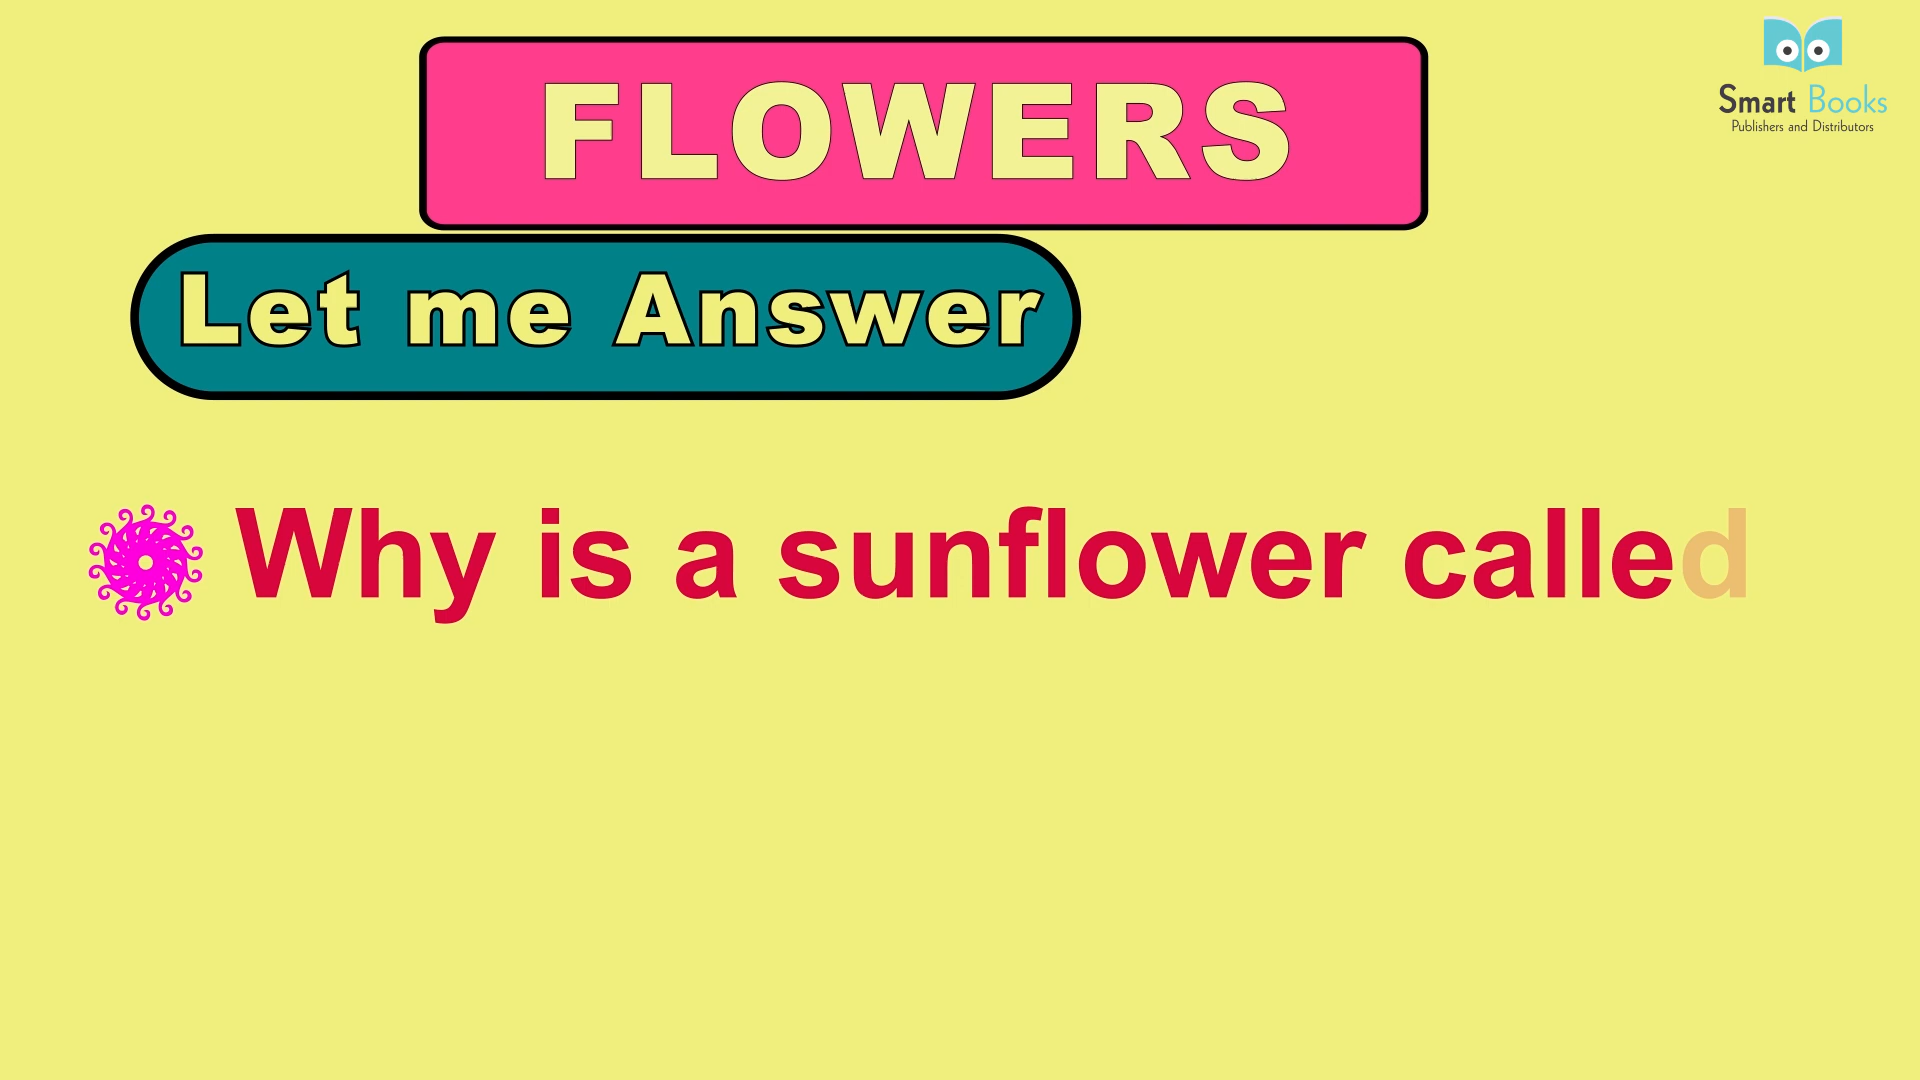 FLOWERS
Smart Books
Publishers and Distributors
Let me Answer
Why is a sunflower called